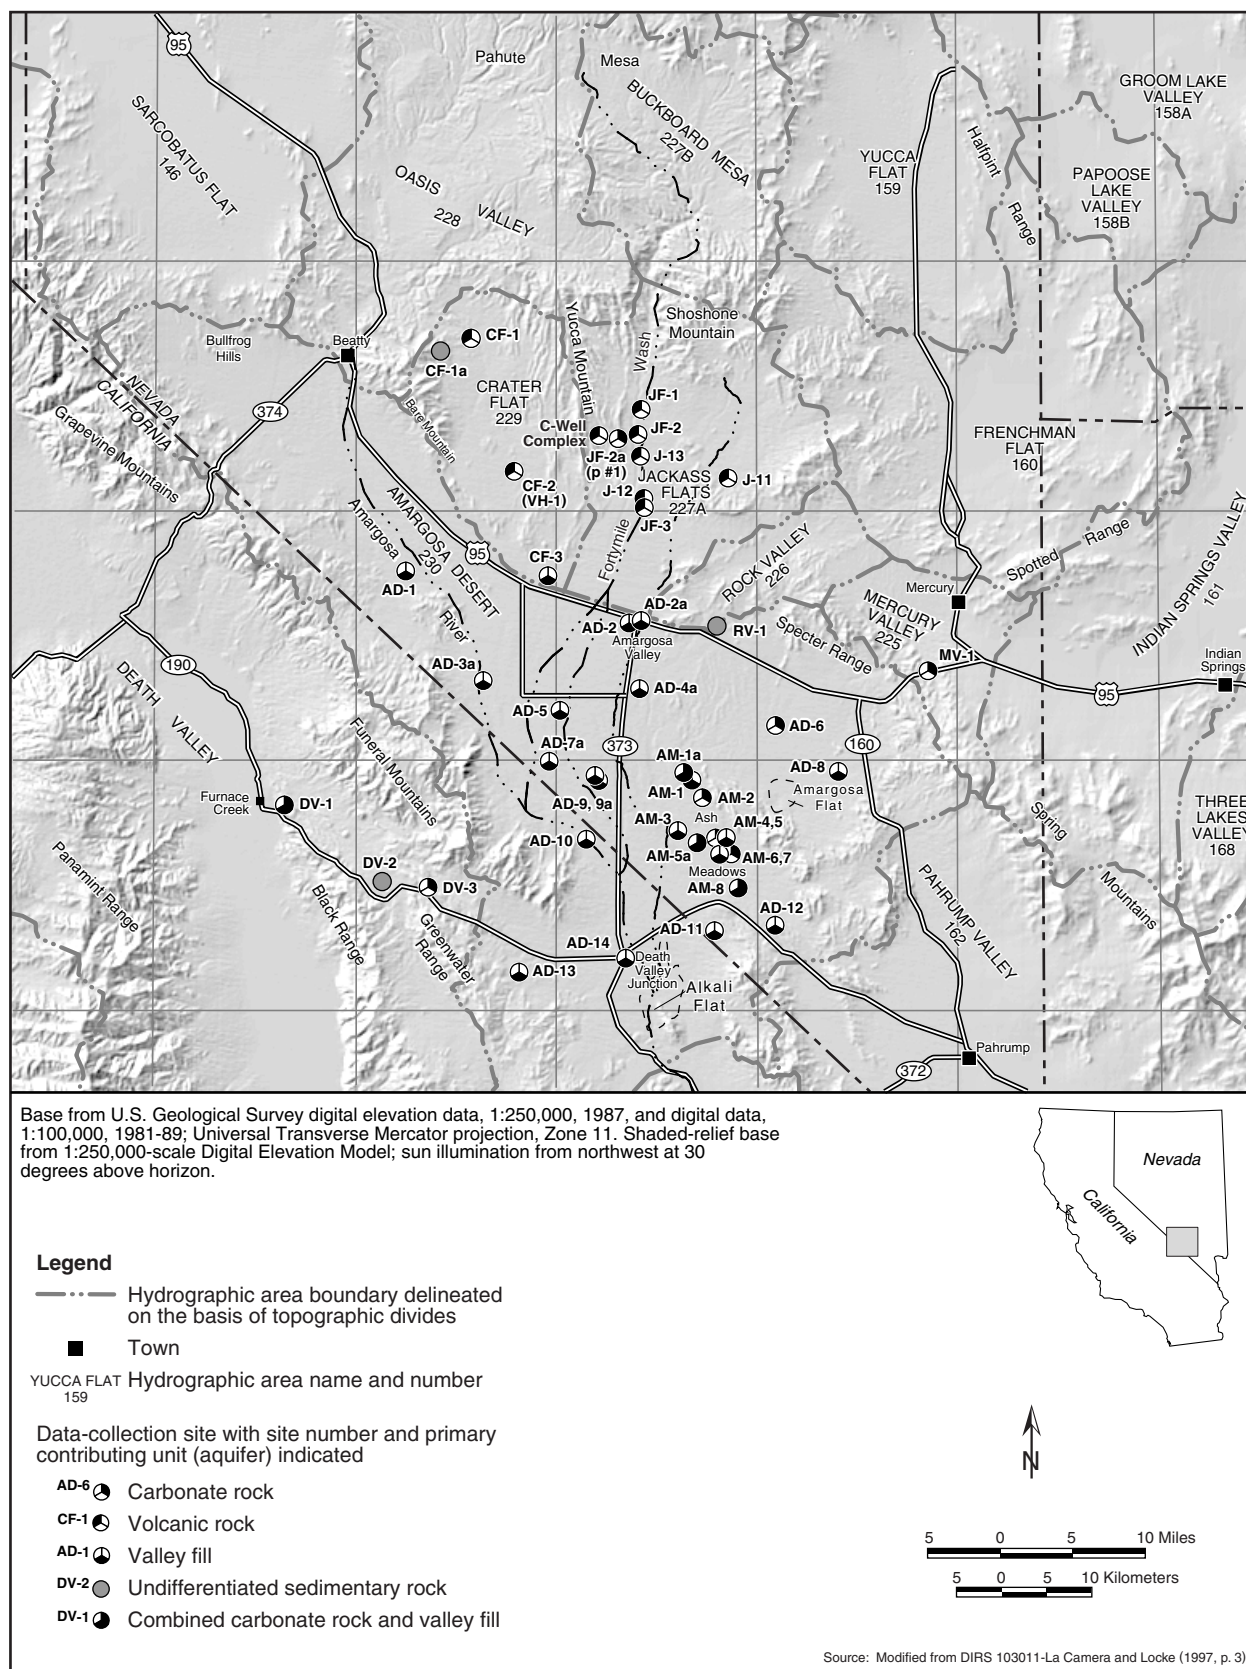 95
Pahute
Mesa
BUCKBOARD MESA
227B
GROOM LAKE
VALLEY
158A
SARCOBATUS FLAT
146
Halfpint
Range
YUCCA
FLAT
159
PAPOOSE
LAKE
VALLEY
158B
OASIS
VALLEY
228
Yucca Mountain
Shoshone
Mountain
Wash
Bullfrog
Hills
Beatty
CF-1
CF-1a
NEVADA
CALIFORNIA
374
CRATER
FLAT
229
JF-1
Grapevine Mountains
Bare Mountain
C-Well
Complex
JF-2
JF-2a
(p #1)
J-13
FRENCHMAN
FLAT
160
CF-2
(VH-1)
JACKASS
FLATS
227A
J-11
J-12
JF-3
Amargosa
AMARGOSA DESERT
230
95
Fortymile
Spotted
Range
INDIAN SPRINGS VALLEY
161
CF-3
ROCK VALLEY
226
AD-1
Mercury
River
AD-2a
AD-2
Amargosa
Valley
RV-1
MERCURY
VALLEY
225
Specter Range
MV-1
Indian
Springs
190
AD-3a
95
DEATH
VALLEY
AD-4a
AD-5
AD-6
Funeral Mountains
AD-7a
373
160
AM-1a
AD-8
Amargosa
Flat
Furnace
Creek
DV-1
AD-9, 9a
AM-1
AM-2
Spring
Mountains
THREE
LAKES
VALLEY
168
AM-3
Ash
AM-4,5
AD-10
AM-5a
AM-6,7
Meadows
Panamint Range
DV-2
DV-3
AM-8
PAHRUMP VALLEY
162
Black Range
Greenwater
Range
AD-12
AD-11
AD-14
AD-13
Death
Valley
Junction
Alkali
Flat
Pahrump
372
Base from U.S. Geological Survey digital elevation data, 1:250,000, 1987, and digital data,
1:100,000, 1981-89; Universal Transverse Mercator projection, Zone 11. Shaded-relief base
from 1:250,000-scale Digital Elevation Model; sun illumination from northwest at 30
degrees above horizon.
Nevada
California
Legend
Hydrographic area boundary delineated
on the basis of topographic divides
Town
YUCCA FLAT
159
Hydrographic area name and number
Data-collection site with site number and primary
contributing unit (aquifer) indicated
AD-6 Carbonate rock
CF-1 Volcanic rock
AD-1 Valley fill
DV-2 Undifferentiated sedimentary rock
DV-1 Combined carbonate rock and valley fill
N
5 0 5 10 Miles
5 0 5 10 Kilometers
Source: Modified from DIRS 103011-La Camera and Locke (1997, p. 3)